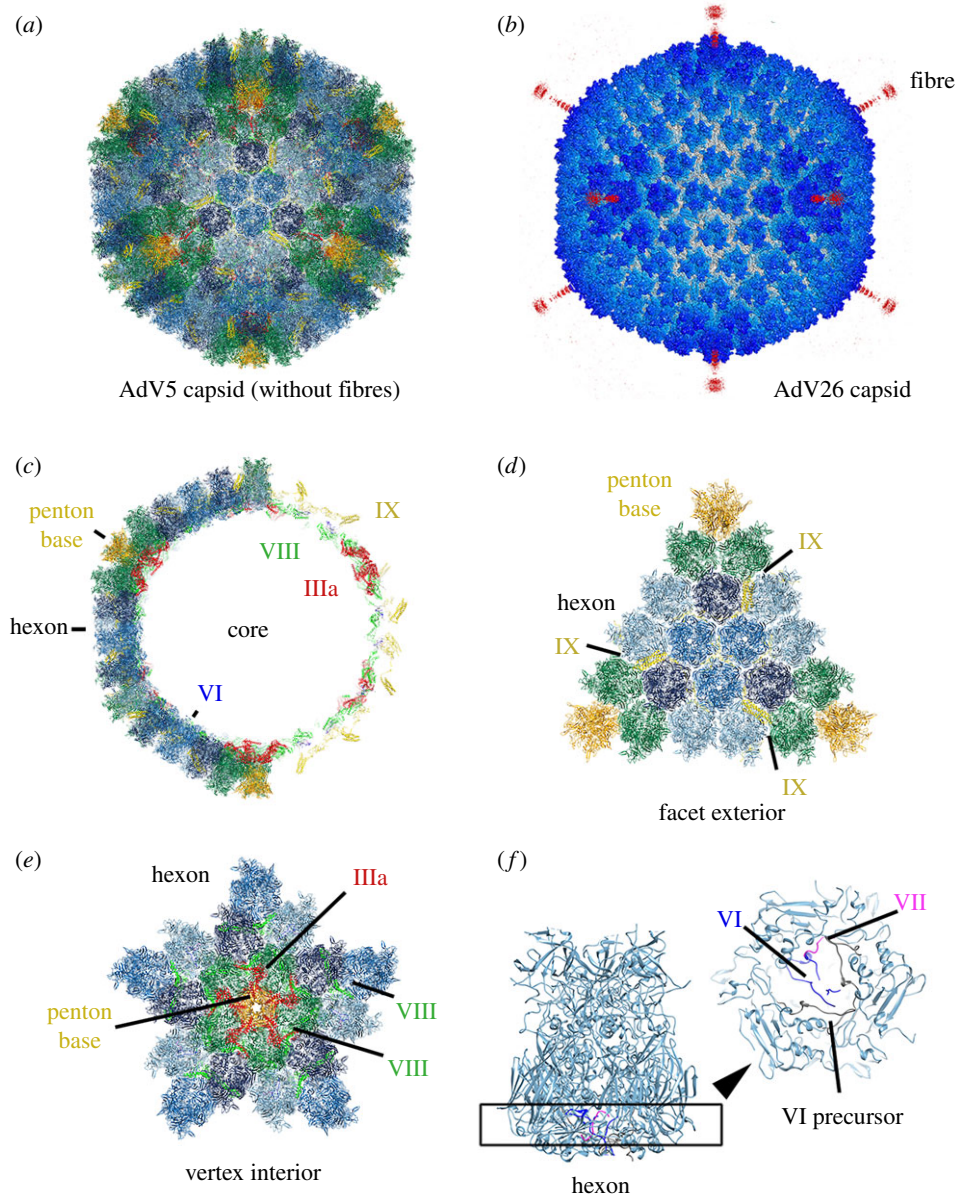 (a)
(b)
fibre
AdV5 capsid (without fibres)
AdV26 capsid
(c)
penton
base
IX
VIII
IIIa
hexon
core
VI
(d)
penton
base
IX
hexon
IX
IX
facet exterior
(e)
hexon
IIIa
penton
base
VIII
VIII
vertex interior
(f)
VI
VII
VI precursor
hexon